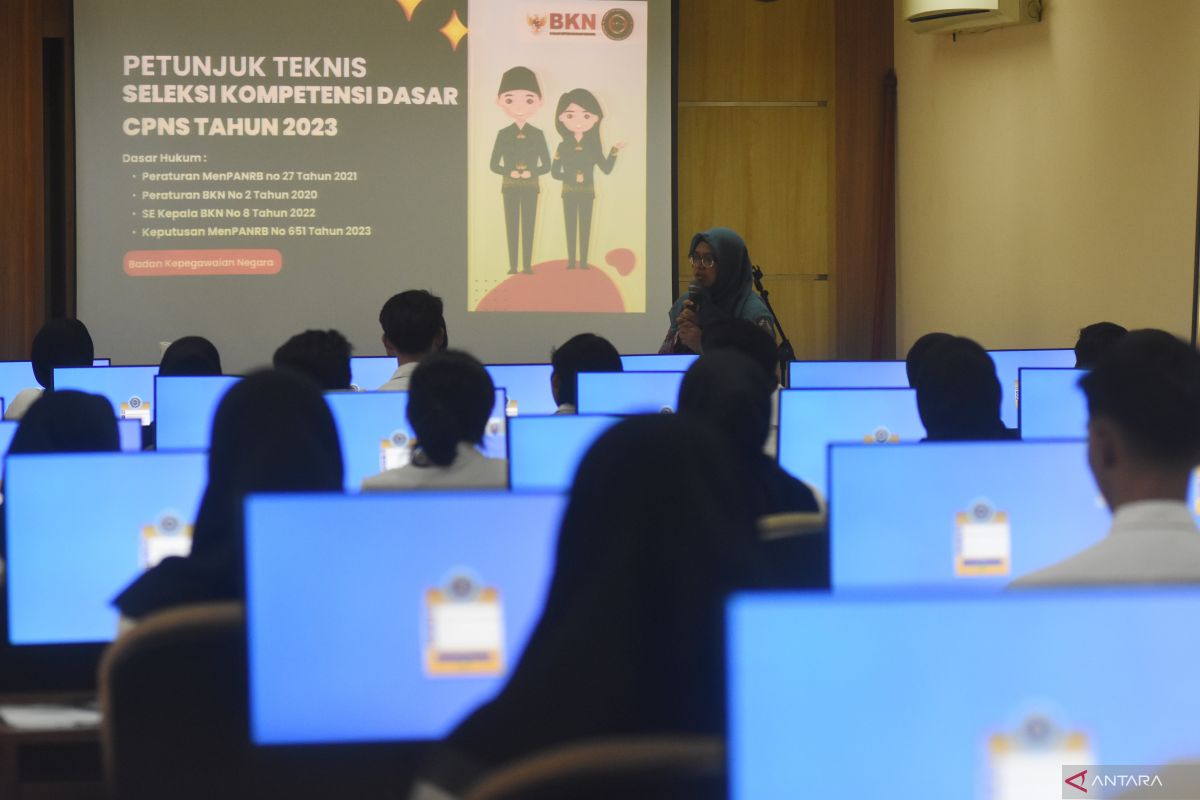 BKN
PETUNJUK TEKNIS
SELEKSI KOMPETENSI DASAR
CPNS TAHUN 2023
Dasar Hukum :
• Peraturan MenPANRB no 27 Tahun 2021
• Peraturan BKN No 2 Tahun 2020
• SE Kepala BKN No 8 Tahun 2022
• Keputusan MenPANRB No 651 Tahun 2023
Badan Kepegawaian Negara
ANTARA